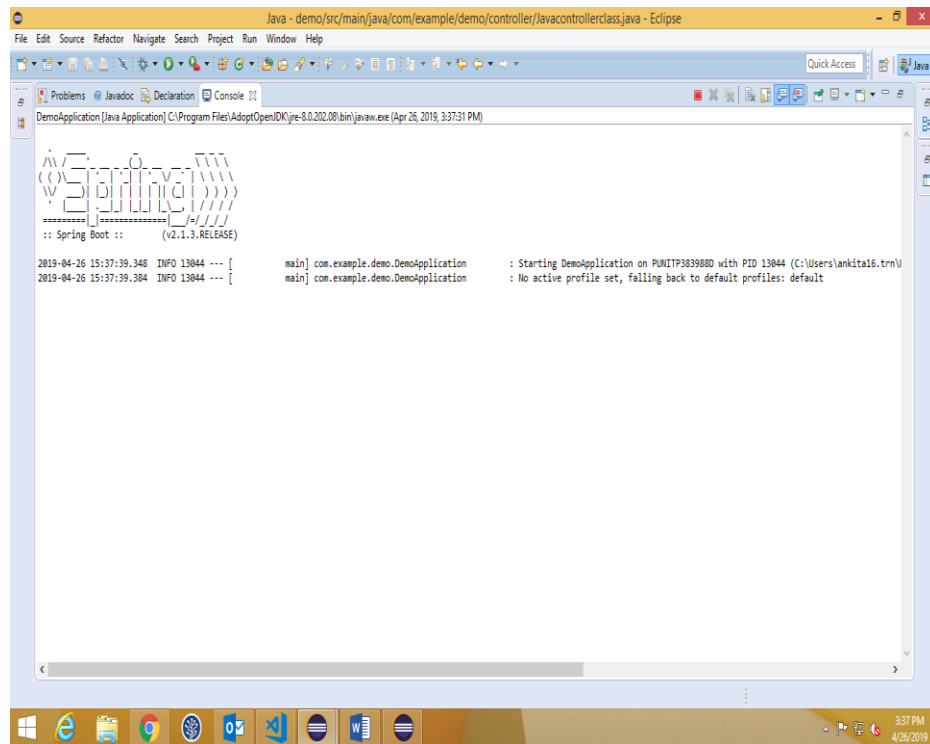 Java - demo/src/main/java/com/example/demo/controller/Javacontrollerclass.java - Eclipse
File Edit Source Refactor Navigate Search Project Run Window Help
Quick Access
Java
Problems Javadoc Declaration Console
DemoApplication [Java Application] C:\Program Files\AdoptOpenJDK\jre-8.0.202.08\bin\javaw.exe (Apr 26, 2019, 3:37:31 PM)
Spring
:: Spring Boot :: (v2.1.3.RELEASE)
2019-04-26 15:37:39.348 INFO 13044 --- [ main] com.example.demo.DemoApplication : Starting DemoApplication on PUNITP383988D with PID 13044 (C:\Users\ankita16.trn\
2019-04-26 15:37:39.384 INFO 13044 --- [ main] com.example.demo.DemoApplication : No active profile set, falling back to default profiles: default
3:37 PM
4/26/2019